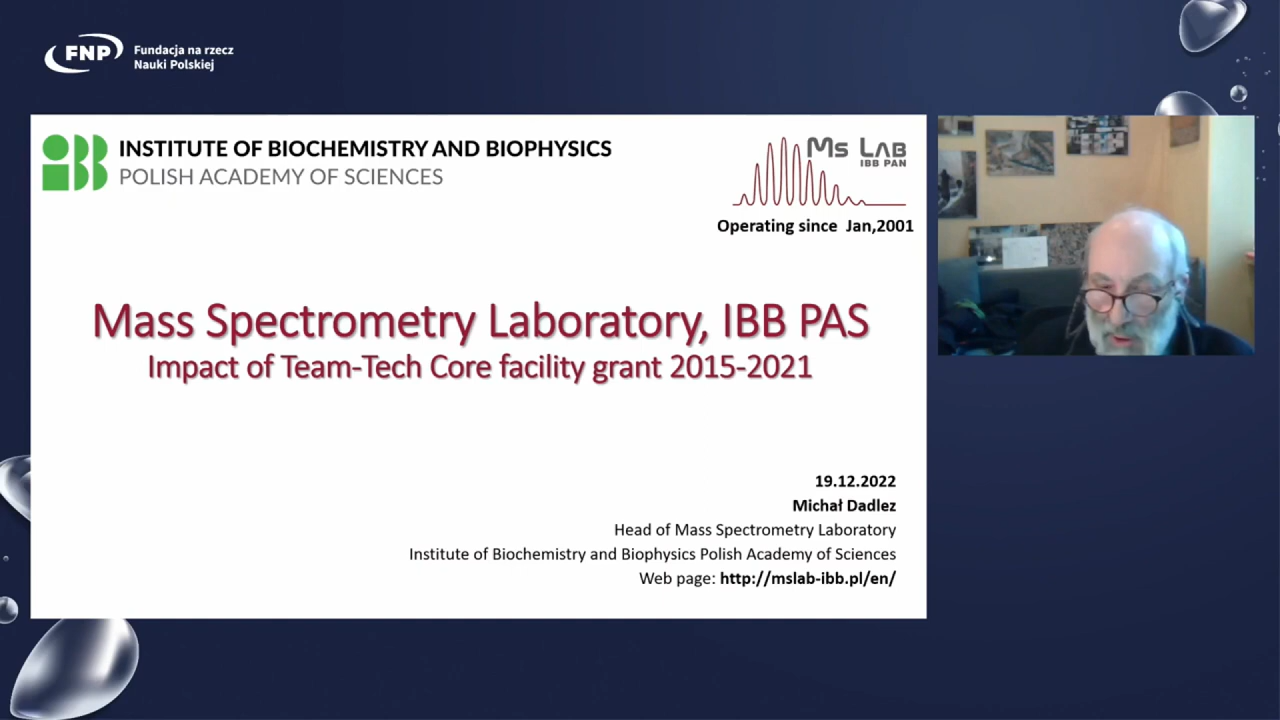 FNP
Fundacja na rzecz
Nauki Polskiej
IBB
INSTITUTE OF BIOCHEMISTRY AND BIOPHYSICS
POLISH ACADEMY OF SCIENCES
Ms LAB
IBB PAN
Operating since Jan,2001
Mass Spectrometry Laboratory, IBB PAS
Impact of Team-Tech Core facility grant 2015-2021
19.12.2022
Michał Dadlez
Head of Mass Spectrometry Laboratory
Institute of Biochemistry and Biophysics Polish Academy of Sciences
Web page: http://mslab-ibb.pl/en/